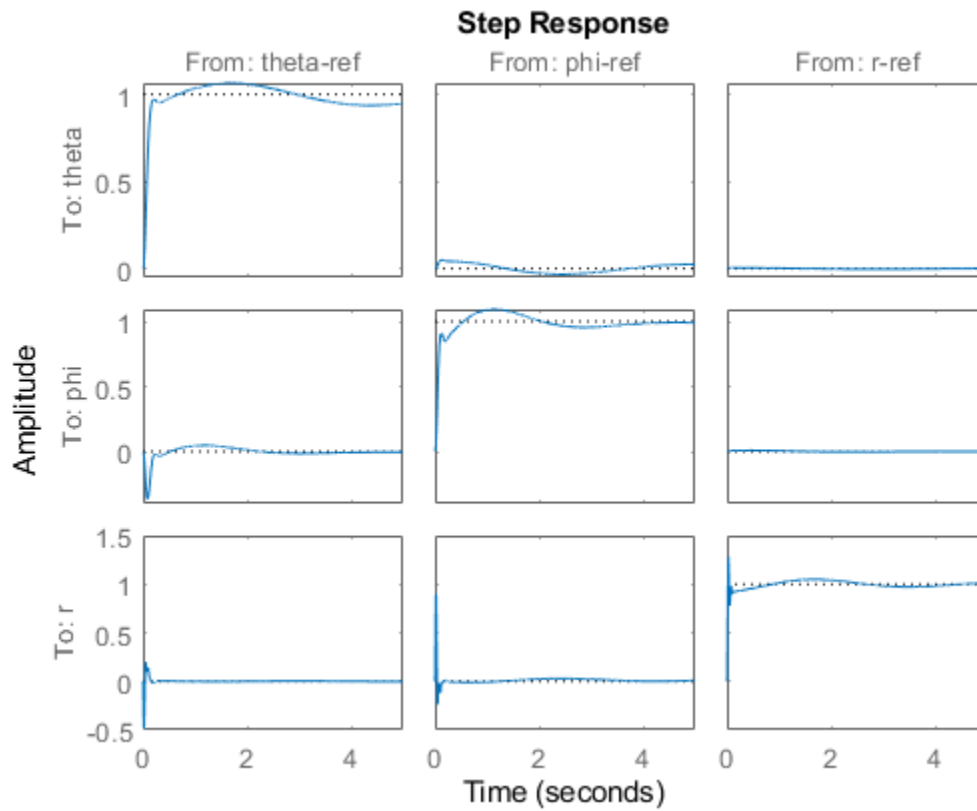 Step Response
From: theta-ref
From: phi-ref
From: r-ref
To: theta
1
0.5
0
Amplitude
To: phi
1
0.5
0
To: r
1.5
1
0.5
0
-0.5
0
2
4
0
2
4
0
2
4
Time (seconds)